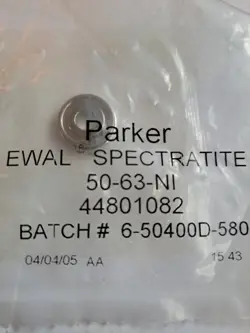 Parker
EWAL® SPECTRATITE
50-63-NI
44801082
BATCH # 6-50400D-580
04/04/05 AA 15 43